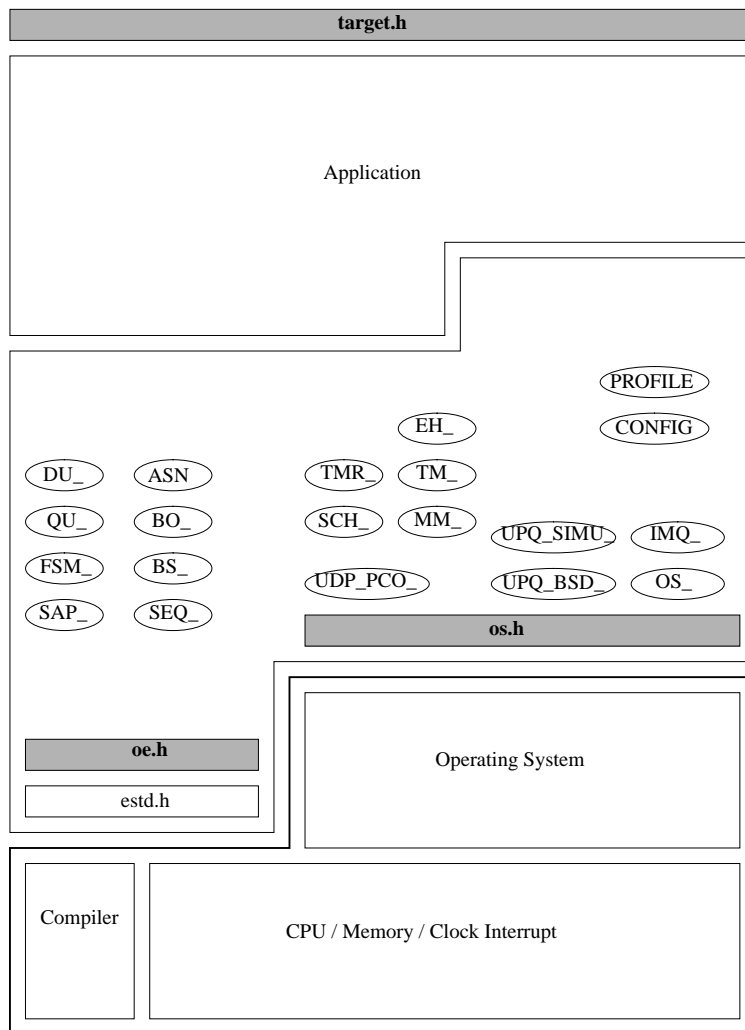 target.h
Application
PROFILE
EH_
CONFIG
DU_
ASN
TMR_
TM_
QU_
BO_
SCH_
MM_
UPQ_SIMU_
IMQ_
FSM_
BS_
UDP_PCO_
UPQ_BSD_
OS_
SAP_
SEQ_
os.h
oe.h
Operating System
estd.h
Compiler
CPU / Memory / Clock Interrupt